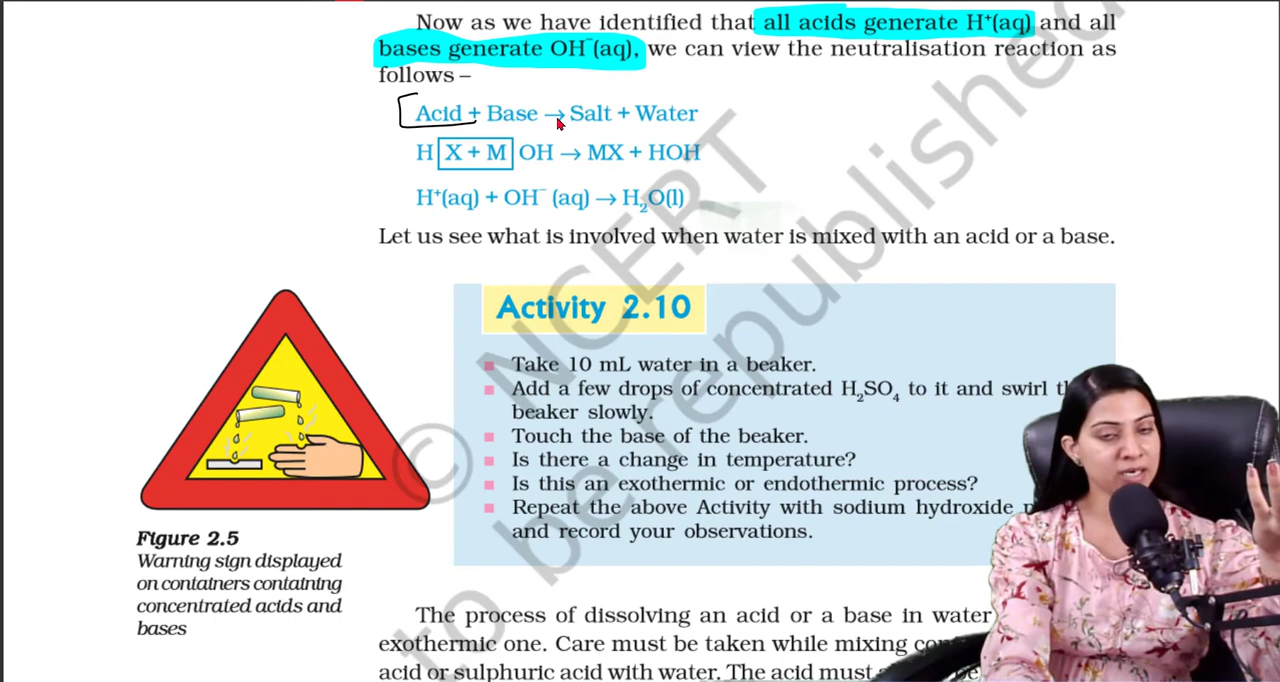 Now as we have identified that all acids generate H⁺(aq) and all
bases generate OH⁻(aq), we can view the neutralisation reaction as
follows –
Acid + Base → Salt + Water
H X + M OH → MX + HOH
H⁺(aq) + OH⁻ (aq) → H₂O(l)
Let us see what is involved when water is mixed with an acid or a base.
Activity 2.10
Take 10 mL water in a beaker.
Add a few drops of concentrated H₂SO₄ to it and swirl
beaker slowly.
Touch the base of the beaker.
Is there a change in temperature?
Is this an exothermic or endothermic process?
Repeat the above Activity with sodium hydroxide
and record your observations.
Figure 2.5
Warning sign displayed
on containers containing
concentrated acids and
bases
The process of dissolving an acid or a base in water
exothermic one. Care must be taken while mixing
acid or sulphuric acid with water. The acid must
© NCERT
to be republished